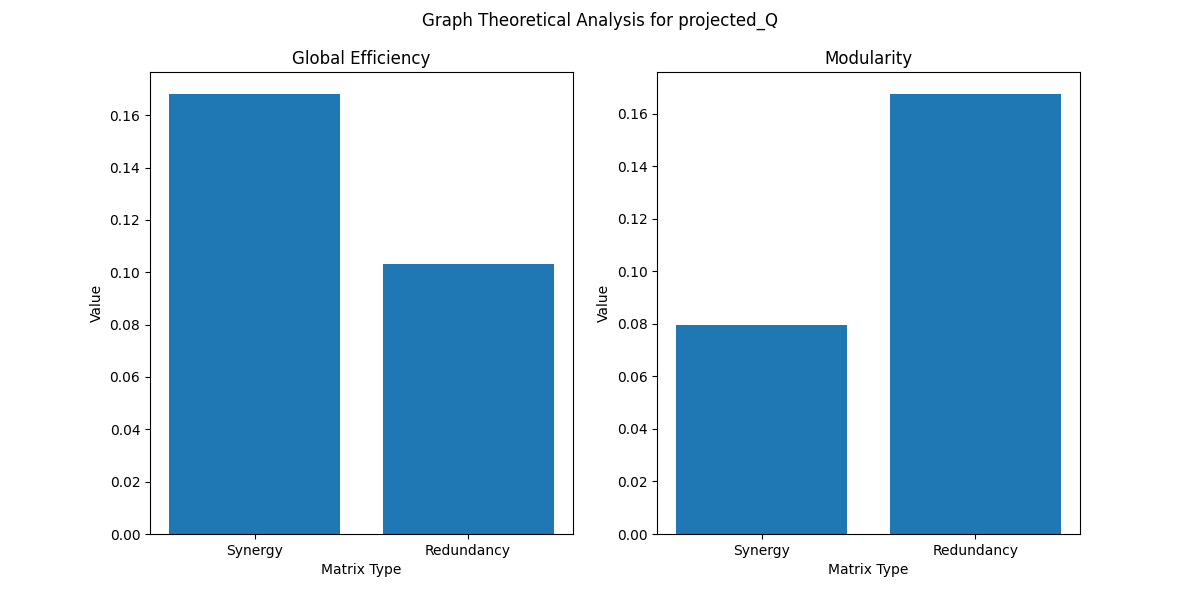 Graph Theoretical Analysis for projected_Q
Global Efficiency
0.16
0.14
0.12
0.10
0.08
0.06
0.04
0.02
0.00
Value
Synergy
Redundancy
Matrix Type
Modularity
0.16
0.14
0.12
0.10
0.08
0.06
0.04
0.02
0.00
Value
Synergy
Redundancy
Matrix Type